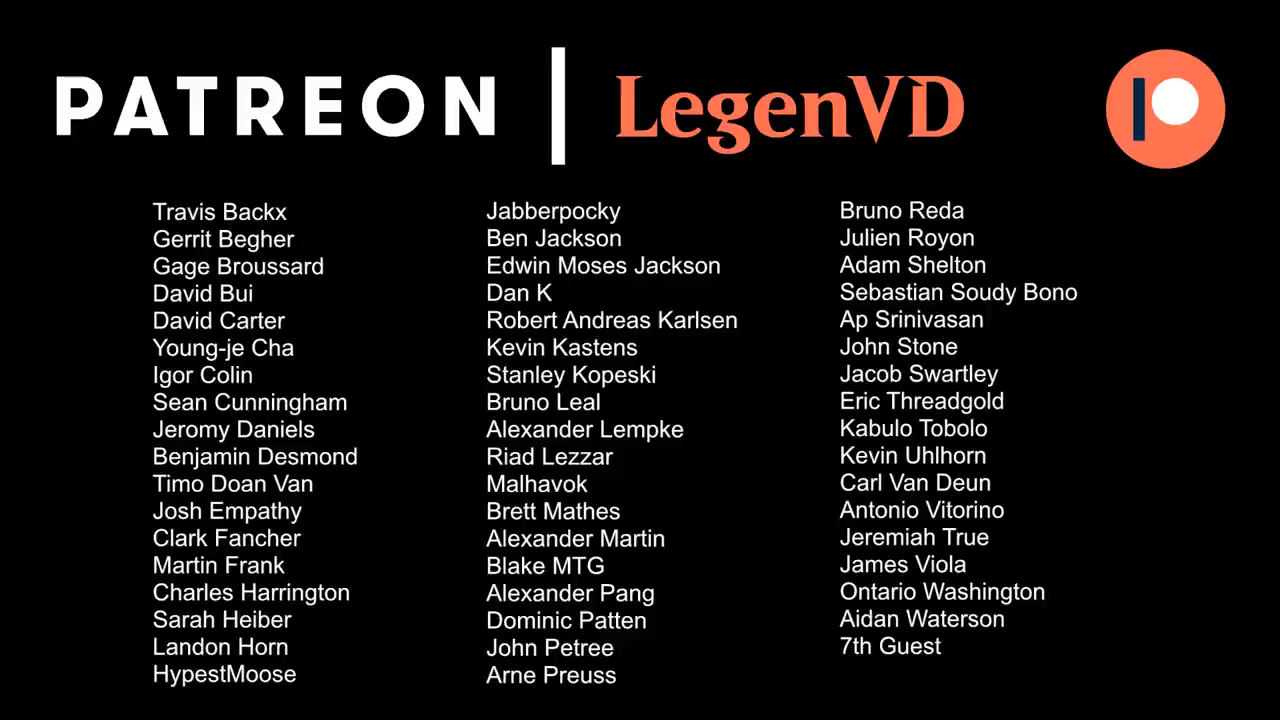 PATREON | LegenVD
Travis Backx
Gerrit Begher
Gage Broussard
David Bui
David Carter
Young-je Cha
Igor Colin
Sean Cunningham
Jeromy Daniels
Benjamin Desmond
Timo Doan Van
Josh Empathy
Clark Fancher
Martin Frank
Charles Harrington
Sarah Heiber
Landon Horn
HypestMoose
Jabberpocky
Ben Jackson
Edwin Moses Jackson
Dan K
Robert Andreas Karlsen
Kevin Kastens
Stanley Kopeski
Bruno Leal
Alexander Lempke
Riad Lezzar
Malhavok
Brett Mathes
Alexander Martin
Blake MTG
Alexander Pang
Dominic Patten
John Petree
Arne Preuss
Bruno Reda
Julien Royon
Adam Shelton
Sebastian Soudy Bono
Ap Srinivasan
John Stone
Jacob Swartley
Eric Threadgold
Kabulo Tobolo
Kevin Uhlhorn
Carl Van Deun
Antonio Vitorino
Jeremiah True
James Viola
Ontario Washington
Aidan Waterson
7th Guest